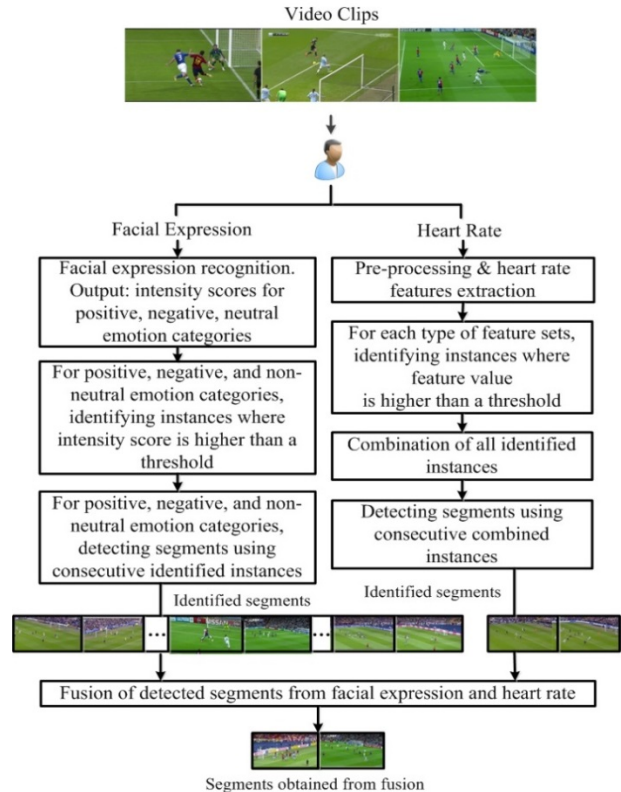 Video Clips
Facial Expression
Facial expression recognition.
Output: intensity scores for
positive, negative, neutral
emotion categories
For positive, negative, and non-
neutral emotion categories,
identifying instances where
intensity score is higher than a
threshold
For positive, negative, and non-
neutral emotion categories,
detecting segments using
consecutive identified instances
Identified segments
Heart Rate
Pre-processing & heart rate
features extraction
For each type of feature sets,
identifying instances where
feature value
is higher than a threshold
Combination of all identified
instances
Detecting segments using
consecutive combined
instances
Identified segments
...
...
Fusion of detected segments from facial expression and heart rate
Segments obtained from fusion